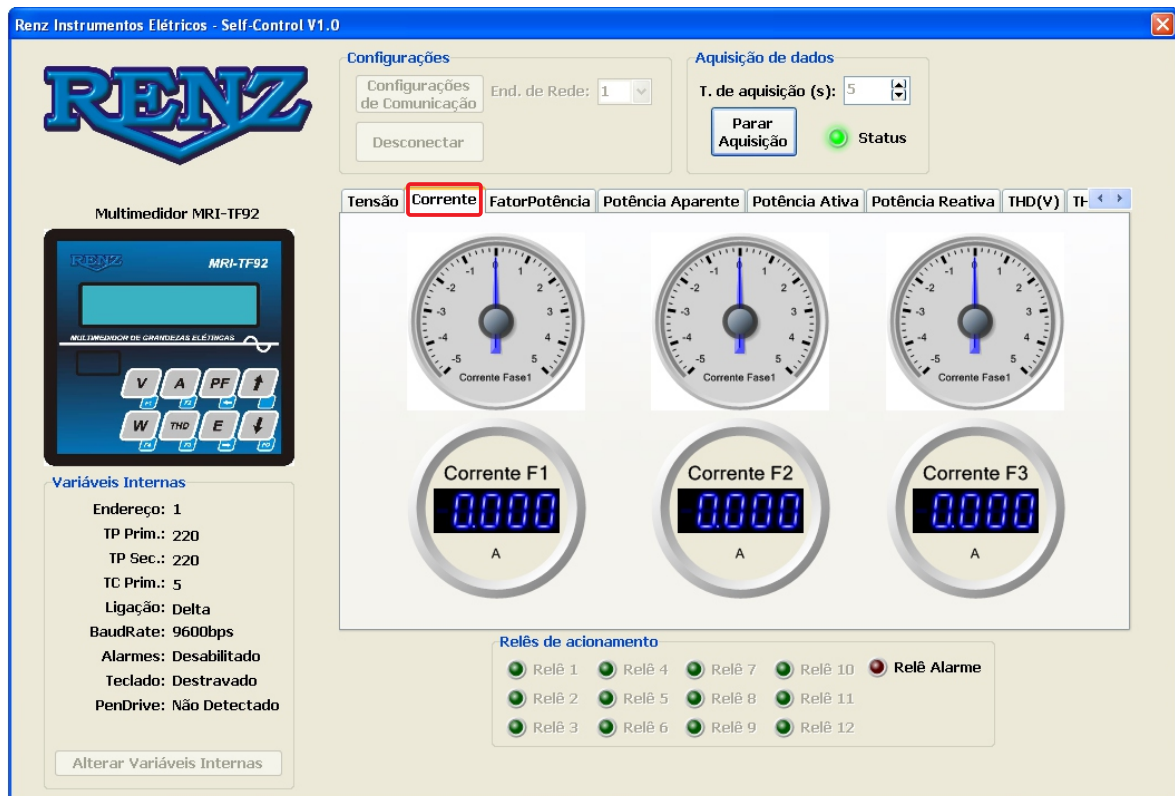 Renz Instrumentos Elétricos - Self-Control V1.0
RENZ
Configurações
Configurações
de Comunicação
End. de Rede: 1
Desconectar
Aquisição de dados
T. de aquisição (s): 5
Parar
Aquisição
Status
Multimedidor MRI-TF92
RENZ MRI-TF92
MULTIMEDIDOR DE GRANDEZAS ELÉTRICAS
V A PF
F1 F2
W THD E
F4 F5
Variáveis Internas
Endereço: 1
TP Prim.: 220
TP Sec.: 220
TC Prim.: 5
Ligação: Delta
BaudRate: 9600bps
Alarmes: Desabilitado
Teclado: Destravado
PenDrive: Não Detectado
Alterar Variáveis Internas
Tensão Corrente FatorPotência Potência Aparente Potência Ativa Potência Reativa THD(V) TH
-5 -4 -3 -2 -1 0 1 2 3 4 5
Corrente Fase1
-5 -4 -3 -2 -1 0 1 2 3 4 5
Corrente Fase1
-5 -4 -3 -2 -1 0 1 2 3 4 5
Corrente Fase1
Corrente F1
0.000
A
Corrente F2
0.000
A
Corrente F3
0.000
A
Relês de acionamento
Relê 1 Relê 4 Relê 7 Relê 10 Relê Alarme
Relê 2 Relê 5 Relê 8 Relê 11
Relê 3 Relê 6 Relê 9 Relê 12